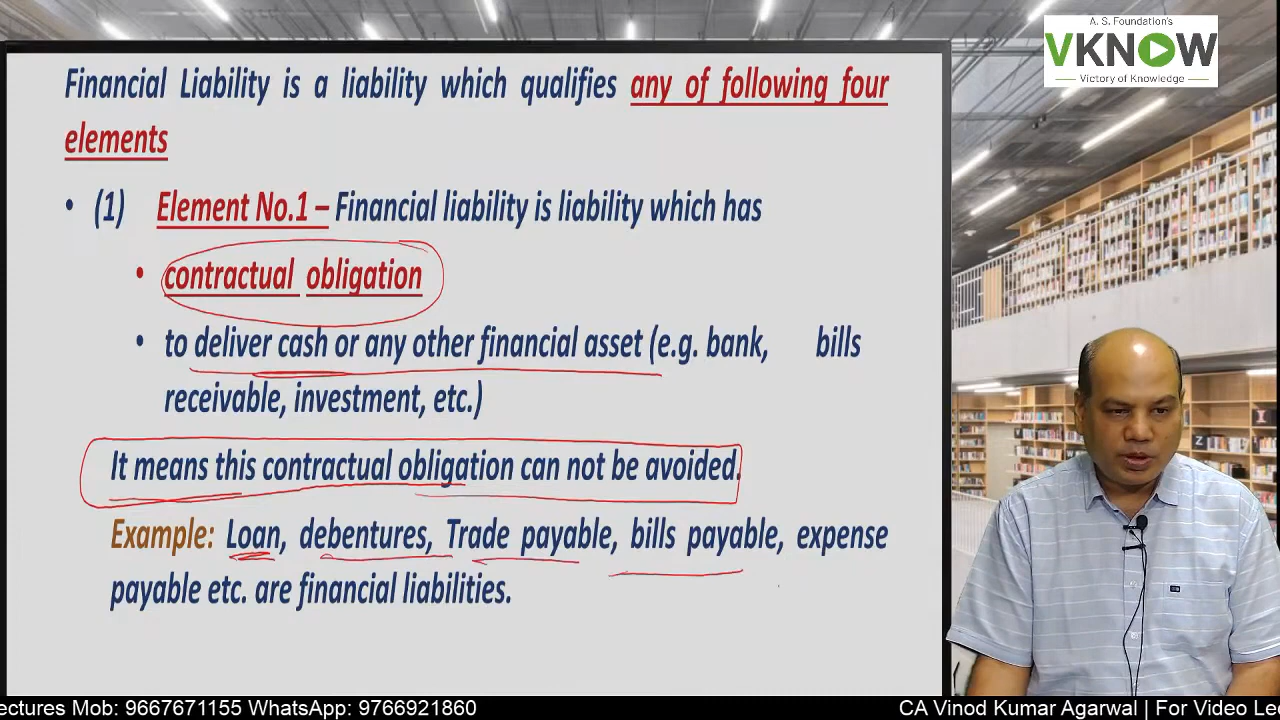 A. S. Foundation's
VKNOW
Victory of Knowledge
Financial Liability is a liability which qualifies any of following four
elements
• (1) Element No.1 – Financial liability is liability which has
• contractual obligation
• to deliver cash or any other financial asset (e.g. bank, bills
receivable, investment, etc.)
It means this contractual obligation can not be avoided.
Example: Loan, debentures, Trade payable, bills payable, expense
payable etc. are financial liabilities.
ectures Mob: 9667671155 WhatsApp: 9766921860
CA Vinod Kumar Agarwal | For Video Lec